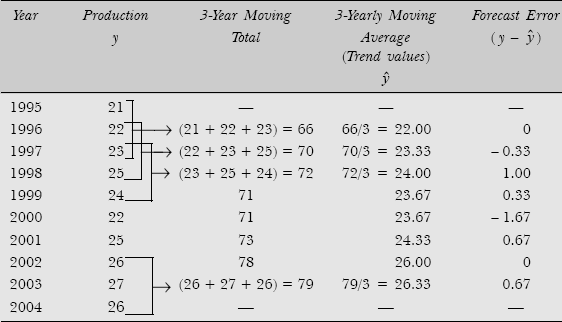 Year Production 3-Year Moving 3-Yearly Moving Forecast Error
y Total Average (y – ŷ)
(Trend values)
ŷ
1995 21 — — —
1996 22 → (21 + 22 + 23) = 66 66/3 = 22.00 0
1997 23 → (22 + 23 + 25) = 70 70/3 = 23.33 – 0.33
1998 25 → (23 + 25 + 24) = 72 72/3 = 24.00 1.00
1999 24 71 23.67 0.33
2000 22 71 23.67 – 1.67
2001 25 73 24.33 0.67
2002 26 78 26.00 0
2003 27 → (26 + 27 + 26) = 79 79/3 = 26.33 0.67
2004 26 — — —